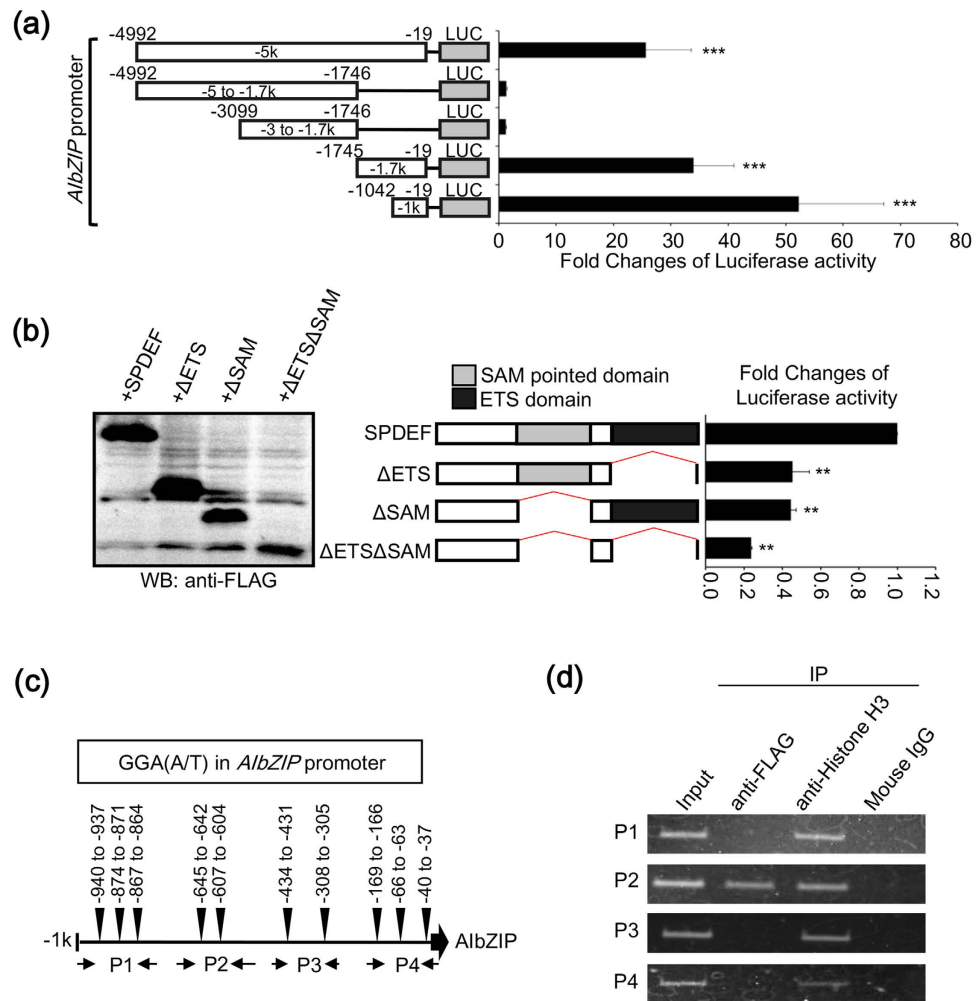 (a)
AlbZIP promoter
-4992 -19 LUC
-5k
-4992 -1746 LUC
-5 to -1.7k
-3099 -1746 LUC
-3 to -1.7k
-1745 -19 LUC
-1.7k
-1042 -19 LUC
-1k
***
***
***
0 10 20 30 40 50 60 70 80
Fold Changes of Luciferase activity
(b)
+SPDEF
+ΔETS
+ΔSAM
+ΔETSΔSAM
WB: anti-FLAG
SAM pointed domain
ETS domain
Fold Changes of
Luciferase activity
SPDEF
ΔETS
**
ΔSAM
**
ΔETSΔSAM
**
0.0 0.2 0.4 0.6 0.8 1.0 1.2
(c)
GGA(A/T) in AlbZIP promoter
-940 to -937
-874 to -871
-867 to -864
-645 to -642
-607 to -604
-434 to -431
-308 to -305
-169 to -166
-66 to -63
-40 to -37
-1k
AlbZIP
P1 P2 P3 P4
(d)
IP
Input
anti-FLAG
anti-Histone H3
Mouse IgG
P1
P2
P3
P4